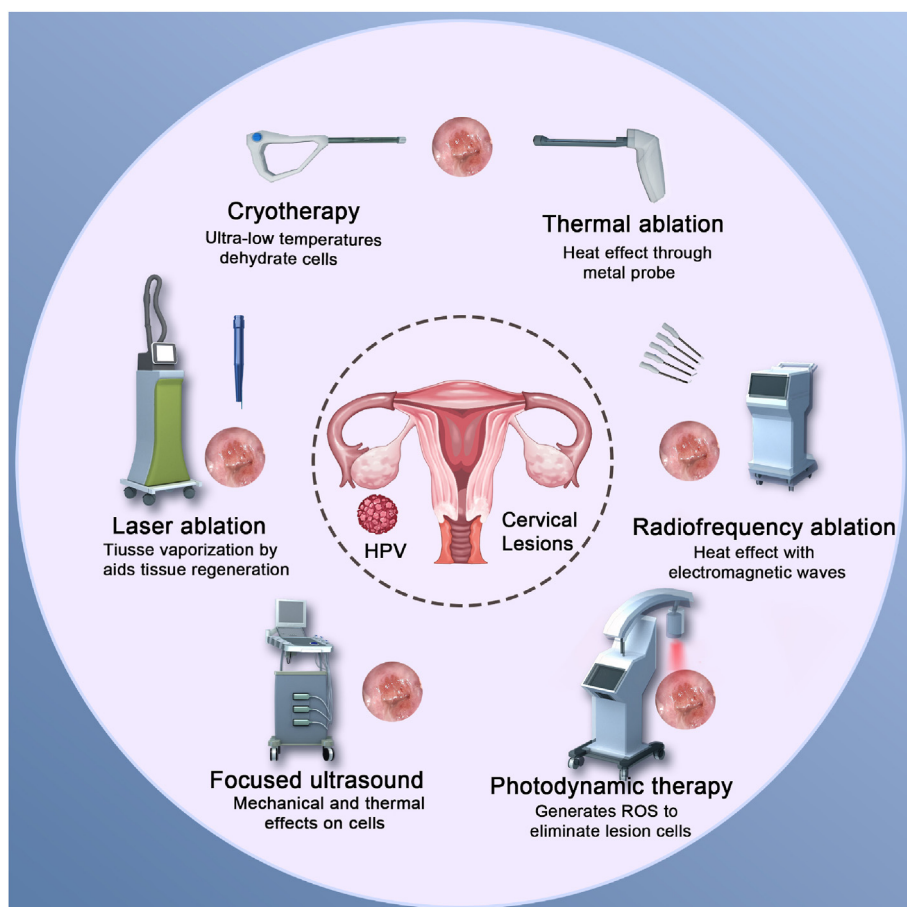 Cryotherapy
Ultra-low temperatures
dehydrate cells
Thermal ablation
Heat effect through
metal probe
Laser ablation
Tiusse vaporization by
aids tissue regeneration
HPV
Cervical
Lesions
Radiofrequency ablation
Heat effect with
electromagnetic waves
Focused ultrasound
Mechanical and thermal
effects on cells
Photodynamic therapy
Generates ROS to
eliminate lesion cells